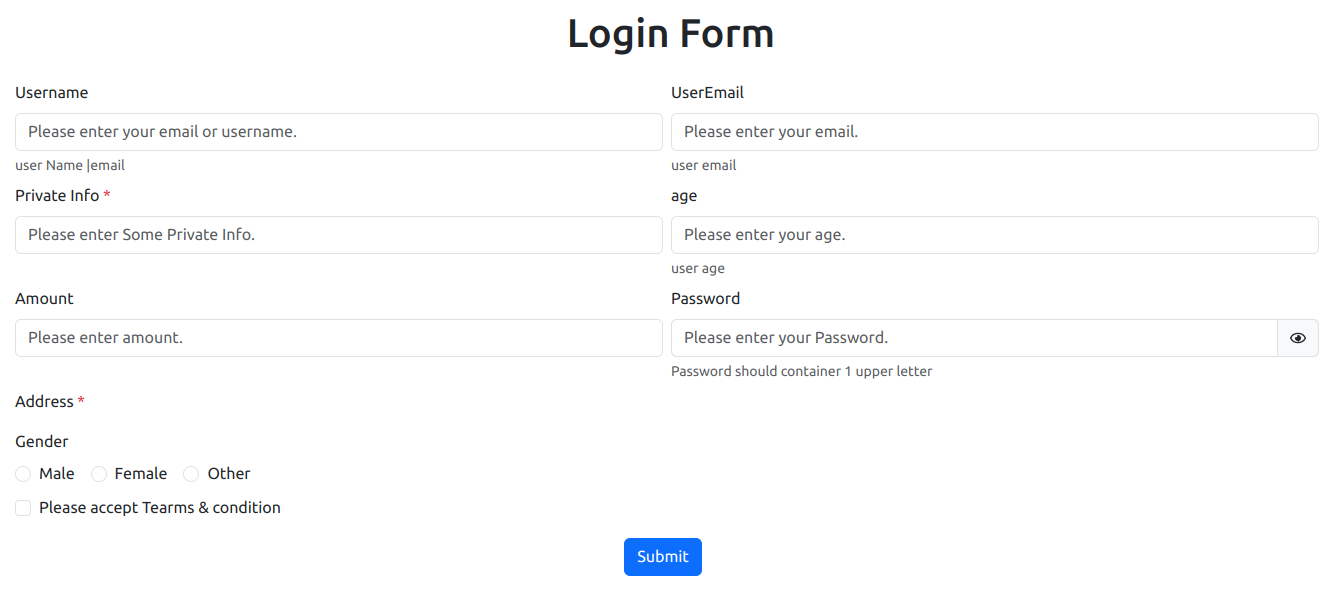 Login Form
Username
UserEmail
Please enter your email or username.
Please enter your email.
user Name |email
user email
Private Info *
age
Please enter Some Private Info.
Please enter your age.
user age
Amount
Password
Please enter amount.
Please enter your Password.
Password should container 1 upper letter
Address *
Gender
Male Female Other
Please accept Tearms & condition
Submit